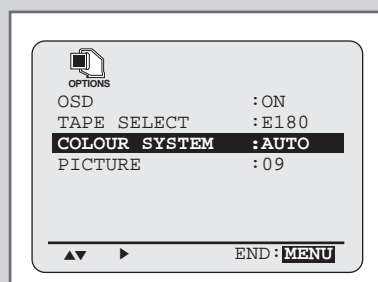 OPTIONS
OSD :ON
TAPE SELECT :E180
COLOUR SYSTEM :AUTO
PICTURE :09
▲▼ ▶ END:MENU